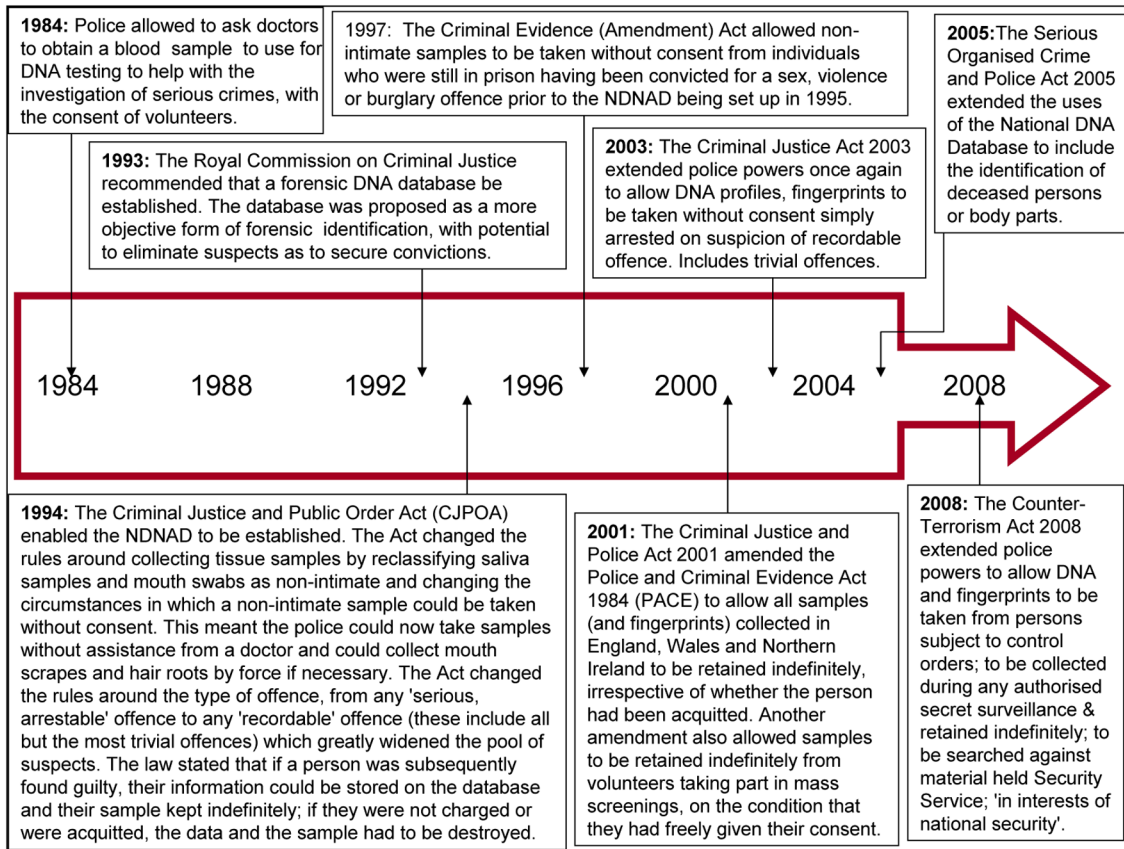 1984: Police allowed to ask doctors
to obtain a blood sample to use for
DNA testing to help with the
investigation of serious crimes, with
the consent of volunteers.
1997: The Criminal Evidence (Amendment) Act allowed non-
intimate samples to be taken without consent from individuals
who were still in prison having been convicted for a sex, violence
or burglary offence prior to the NDNAD being set up in 1995.
2005:The Serious
Organised Crime
and Police Act 2005
extended the uses
of the National DNA
Database to include
the identification of
deceased persons
or body parts.
1993: The Royal Commission on Criminal Justice
recommended that a forensic DNA database be
established. The database was proposed as a more
objective form of forensic identification, with potential
to eliminate suspects as to secure convictions.
2003: The Criminal Justice Act 2003
extended police powers once again
to allow DNA profiles, fingerprints to
be taken without consent simply
arrested on suspicion of recordable
offence. Includes trivial offences.
1984 1988 1992 1996 2000 2004 2008
1994: The Criminal Justice and Public Order Act (CJPOA)
enabled the NDNAD to be established. The Act changed the
rules around collecting tissue samples by reclassifying saliva
samples and mouth swabs as non-intimate and changing the
circumstances in which a non-intimate sample could be taken
without consent. This meant the police could now take samples
without assistance from a doctor and could collect mouth
scrapes and hair roots by force if necessary. The Act changed
the rules around the type of offence, from any 'serious,
arrestable' offence to any 'recordable' offence (these include all
but the most trivial offences) which greatly widened the pool of
suspects. The law stated that if a person was subsequently
found guilty, their information could be stored on the database
and their sample kept indefinitely; if they were not charged or
were acquitted, the data and the sample had to be destroyed.
2001: The Criminal Justice and
Police Act 2001 amended the
Police and Criminal Evidence Act
1984 (PACE) to allow all samples
(and fingerprints) collected in
England, Wales and Northern
Ireland to be retained indefinitely,
irrespective of whether the person
had been acquitted. Another
amendment also allowed samples
to be retained indefinitely from
volunteers taking part in mass
screenings, on the condition that
they had freely given their consent.
2008: The Counter-
Terrorism Act 2008
extended police
powers to allow DNA
and fingerprints to be
taken from persons
subject to control
orders; to be collected
during any authorised
secret surveillance &
retained indefinitely; to
be searched against
material held Security
Service; 'in interests of
national security'.